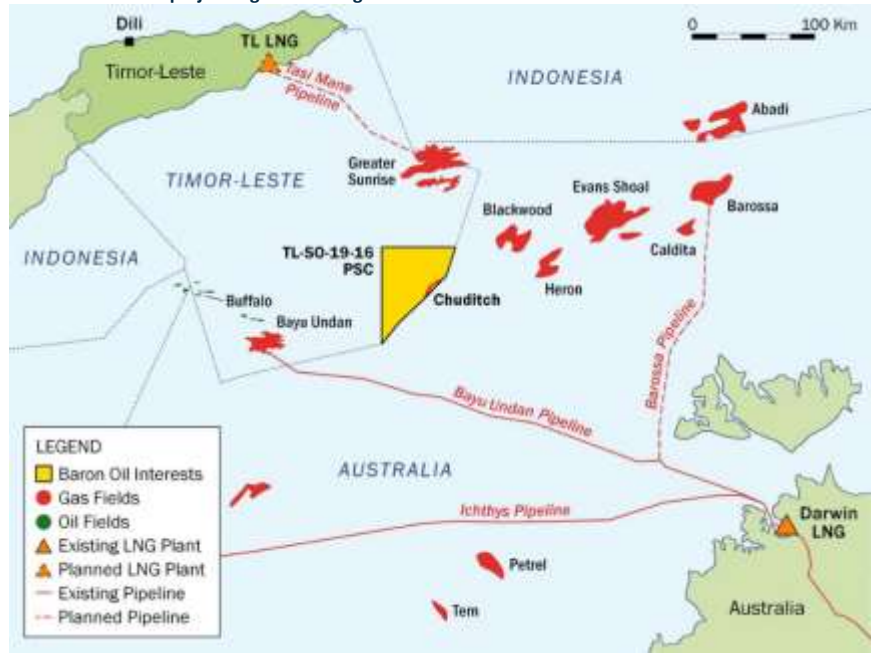 Dili
TL LNG
0 100 Km
Timor-Leste
Tasi Mane
Pipeline
INDONESIA
Abadi
Greater
Sunrise
TIMOR-LESTE
Evans Shoal
Blackwood
Barossa
TL-SO-19-16
PSC
Caldita
INDONESIA
Heron
Chuditch
Buffalo
Bayu Undan
Barossa Pipeline
Bayu Undan Pipeline
LEGEND
Baron Oil Interests
Gas Fields
Oil Fields
Existing LNG Plant
Planned LNG Plant
Existing Pipeline
Planned Pipeline
AUSTRALIA
Ichthys Pipeline
Darwin
LNG
Petrel
Tern
Australia